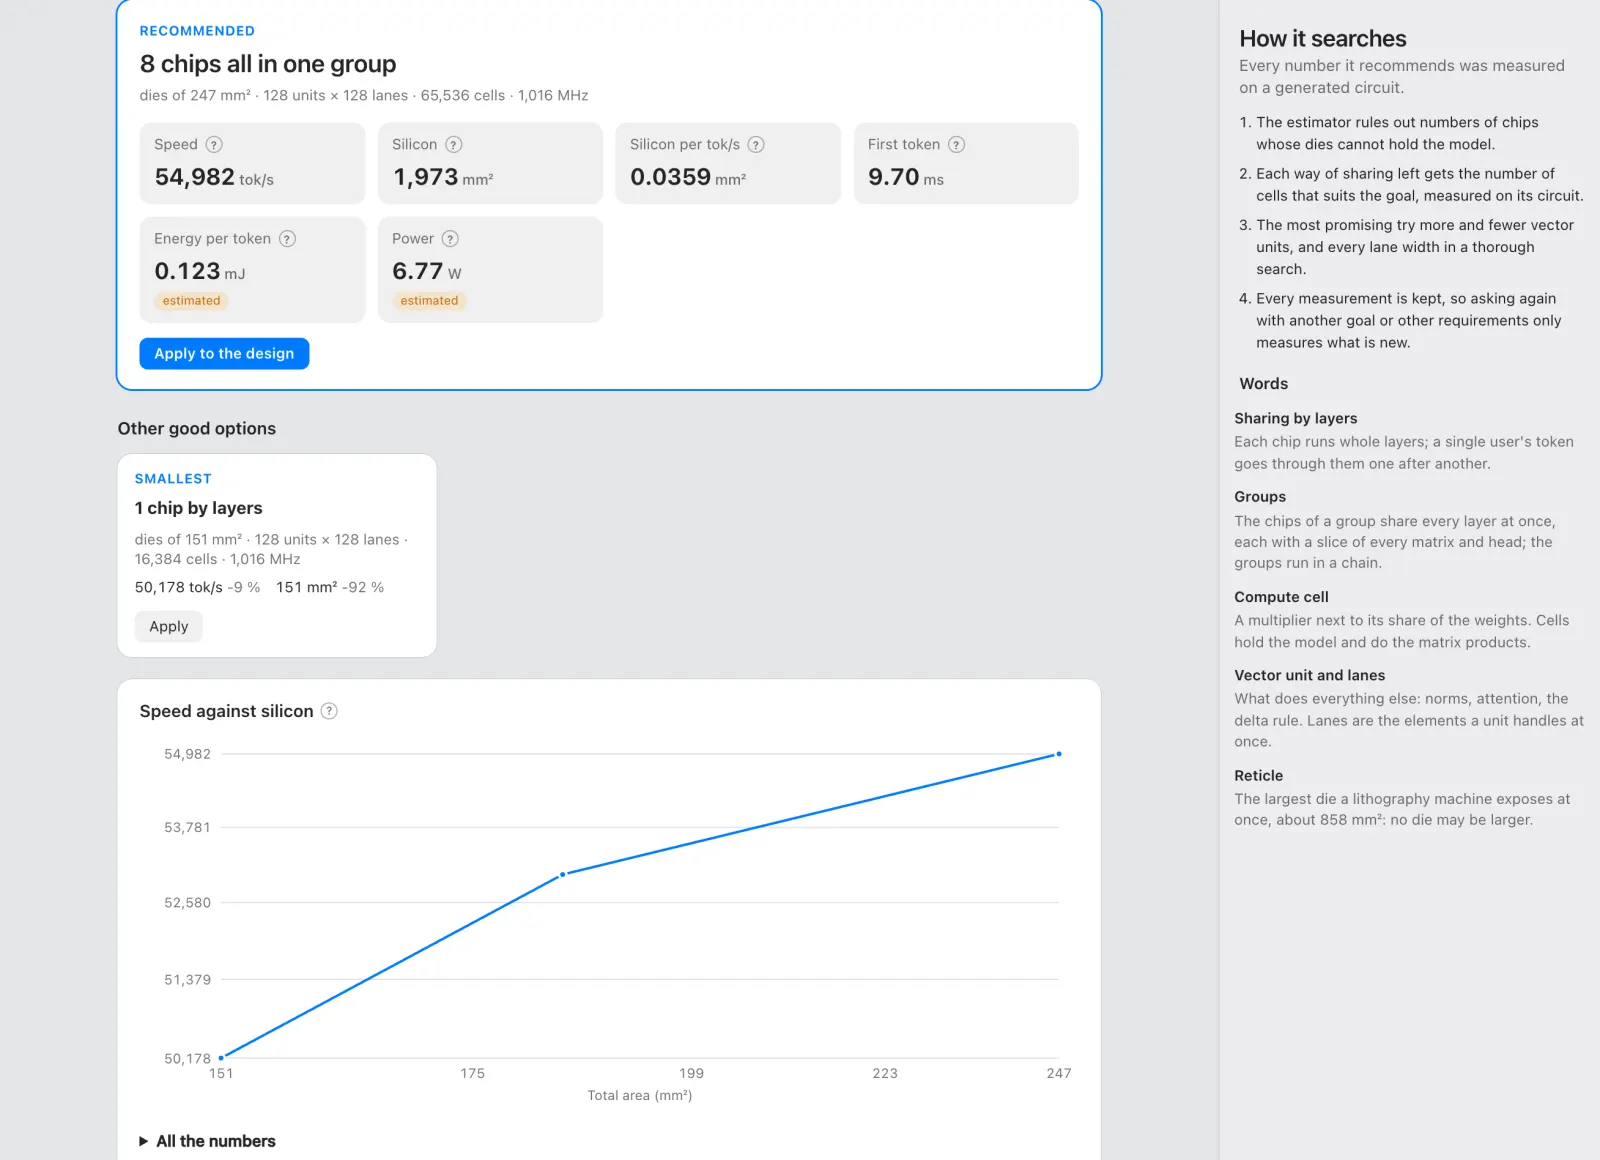 RECOMMENDED
8 chips all in one group
dies of 247 mm² · 128 units × 128 lanes · 65,536 cells · 1,016 MHz
Speed ?
54,982 tok/s
Silicon ?
1,973 mm²
Silicon per tok/s ?
0.0359 mm²
First token ?
9.70 ms
Energy per token ?
0.123 mJ
estimated
Power ?
6.77 W
estimated
Apply to the design
Other good options
SMALLEST
1 chip by layers
dies of 151 mm² · 128 units × 128 lanes ·
16,384 cells · 1,016 MHz
50,178 tok/s -9 % 151 mm² -92 %
Apply
Speed against silicon ?
54,982
53,781
52,580
51,379
50,178
151 175 199 223 247
Total area (mm²)
▶ All the numbers
How it searches
Every number it recommends was measured
on a generated circuit.
1. The estimator rules out numbers of chips
whose dies cannot hold the model.
2. Each way of sharing left gets the number of
cells that suits the goal, measured on its circuit.
3. The most promising try more and fewer vector
units, and every lane width in a thorough
search.
4. Every measurement is kept, so asking again
with another goal or other requirements only
measures what is new.
Words
Sharing by layers
Each chip runs whole layers; a single user's token
goes through them one after another.
Groups
The chips of a group share every layer at once,
each with a slice of every matrix and head; the
groups run in a chain.
Compute cell
A multiplier next to its share of the weights. Cells
hold the model and do the matrix products.
Vector unit and lanes
What does everything else: norms, attention, the
delta rule. Lanes are the elements a unit handles at
once.
Reticle
The largest die a lithography machine exposes at
once, about 858 mm²: no die may be larger.